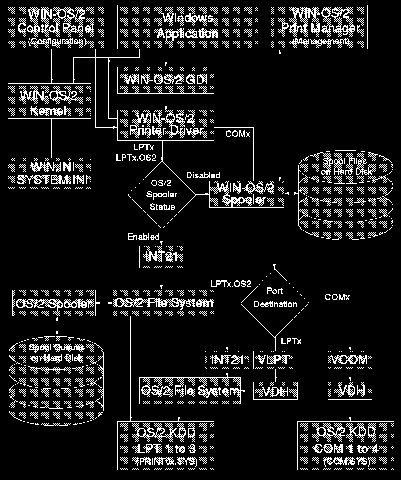 WIN-OS/2
Control Panel
(Configuration)
Windows
Application
WIN-OS/2
Print Manager
(Management)
WIN-OS/2 GDI
WIN-OS/2
Kernel
WIN-OS/2
Printer Driver
LPTx
LPTx.OS2
COMx
WIN.INI
SYSTEM.INI
OS/2
Spooler
Status
Disabled
WIN-OS/2
Spooler
Spool Files
on Hard Disk
Enabled
INT21
LPTx.OS2
Port
Destination
COMx
OS/2 Spooler
OS/2 File System
LPTx
Spool Queues
on Hard Disk
INT21
VLPT
VCOM
OS/2 File System
VDH
VDH
OS/2 KDD
LPT 1 to 3
(PRINT0x.SYS)
OS/2 KDD
COM 1 to 4
(COM.SYS)